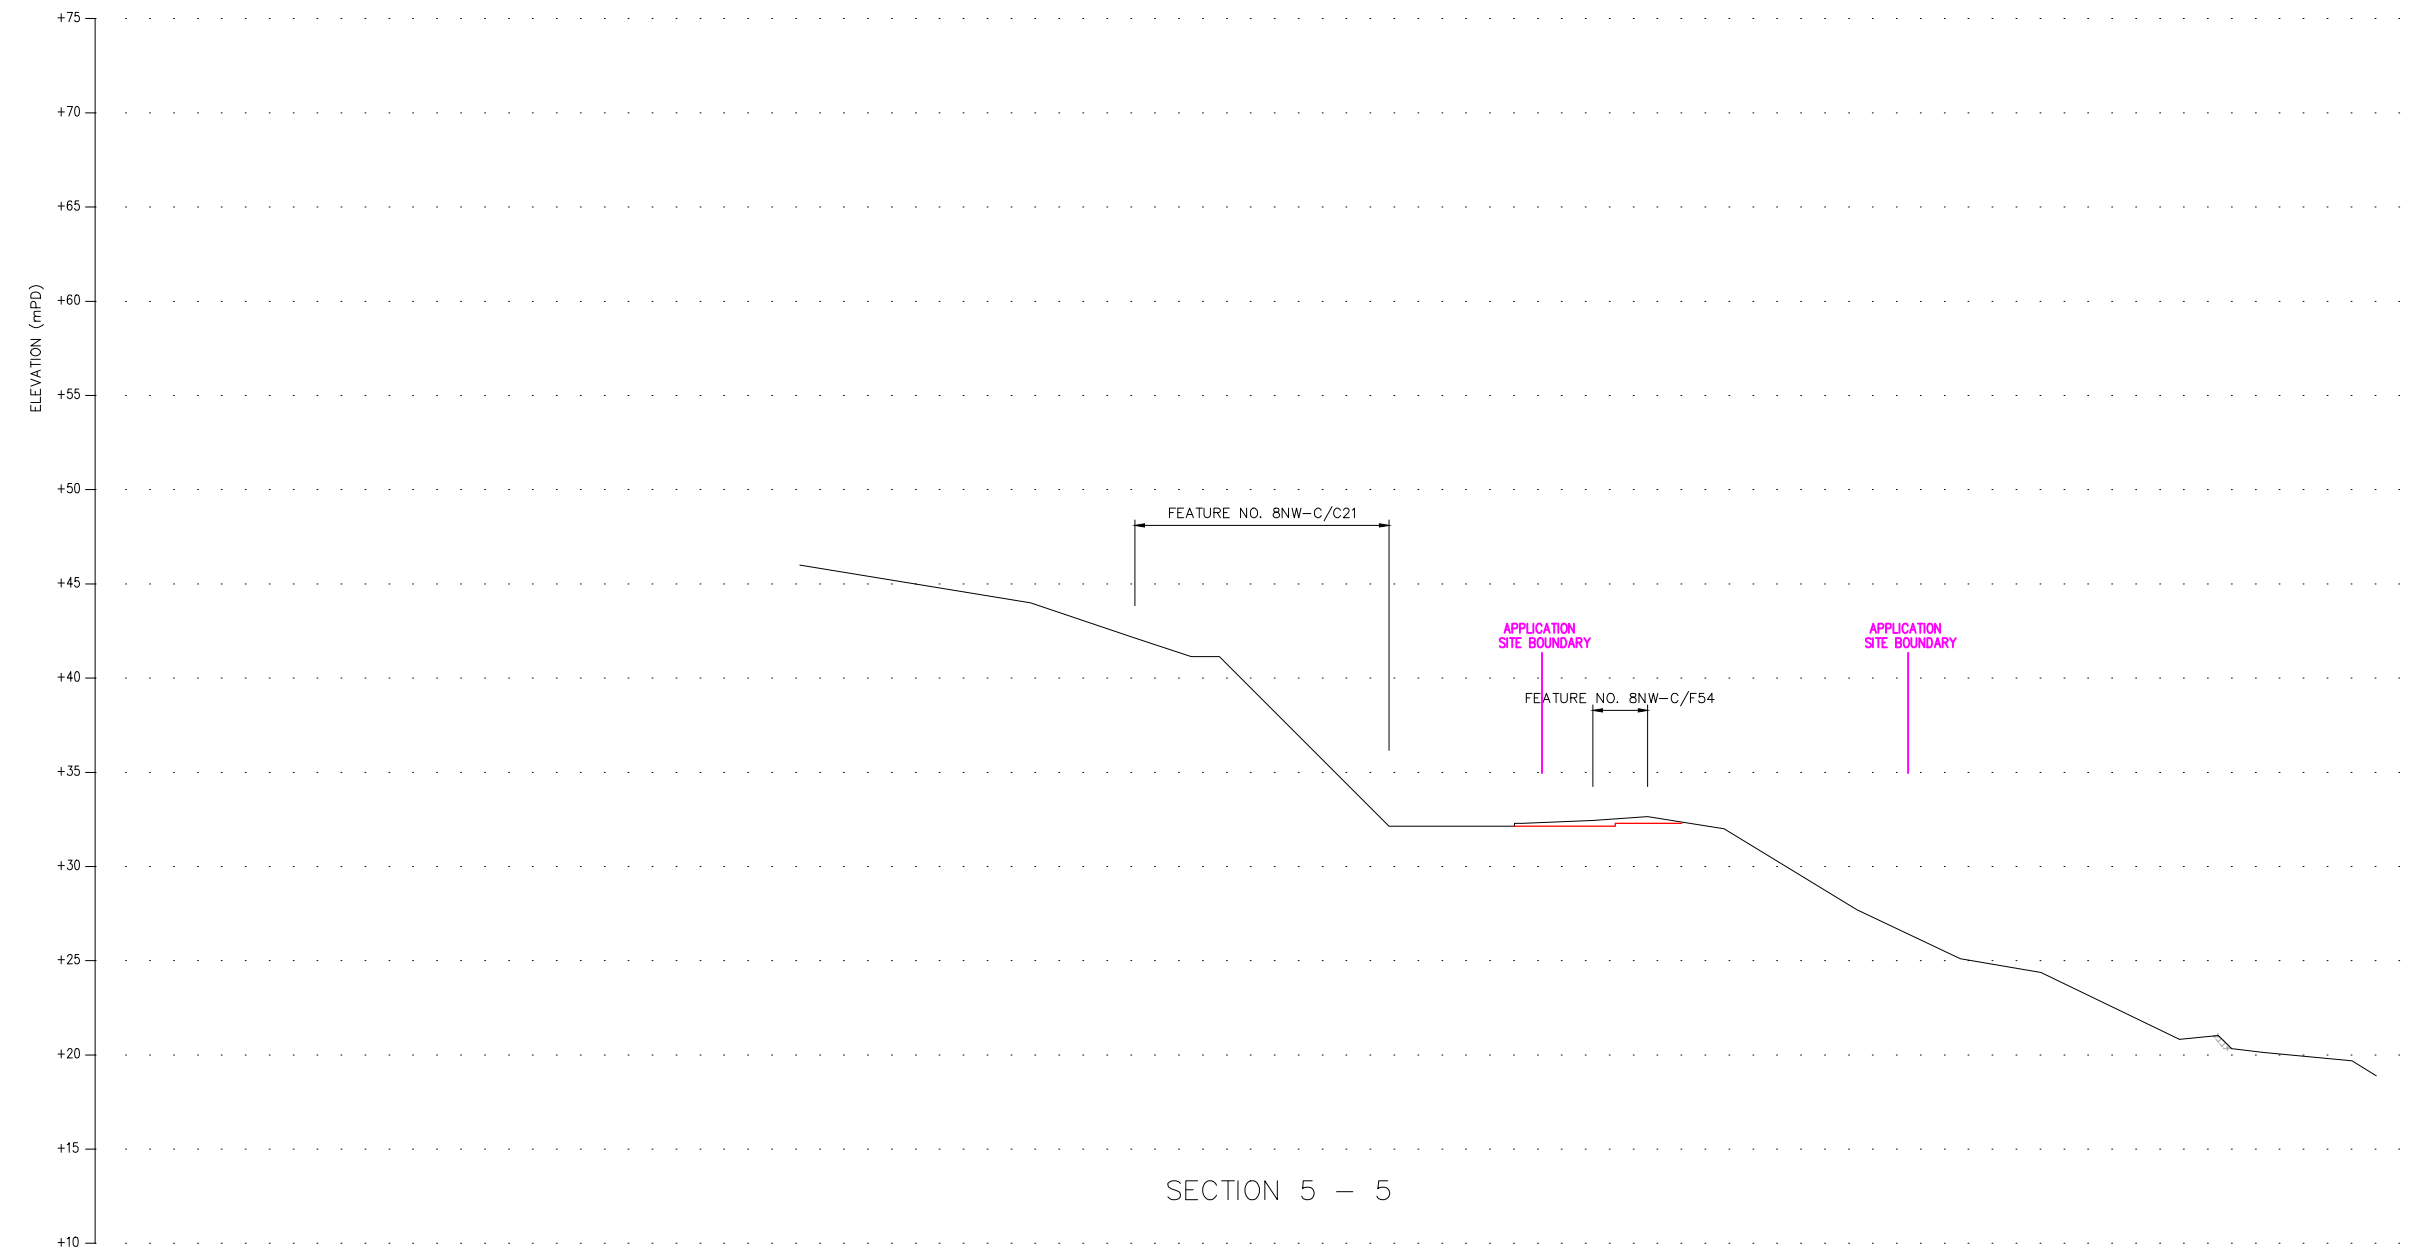 +75
+70
+65
+60
+55
+50
+45
+40
+35
+30
+25
+20
+15
+10
ELEVATION (mPD)
FEATURE NO. 8NW-C/C21
APPLICATION
SITE BOUNDARY
APPLICATION
SITE BOUNDARY
FEATURE NO. 8NW-C/F54
SECTION 5 - 5